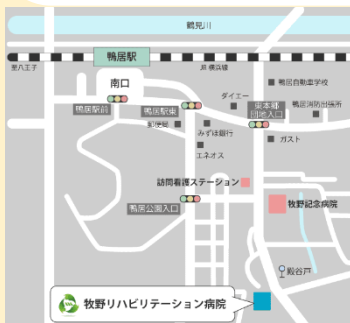 鶴見川
鴨居駅
至八王子
JR 横浜線
南口
鴨居自動車学校
ダイエー
鴨居駅前
鴨居駅東
東本郷
団地入口
鴨居消防出張所
郵便局
みずほ銀行
ガスト
エネオス
訪問看護ステーション
牧野記念病院
鴨居公園入口
殿谷戸
牧野リハビリテーション病院